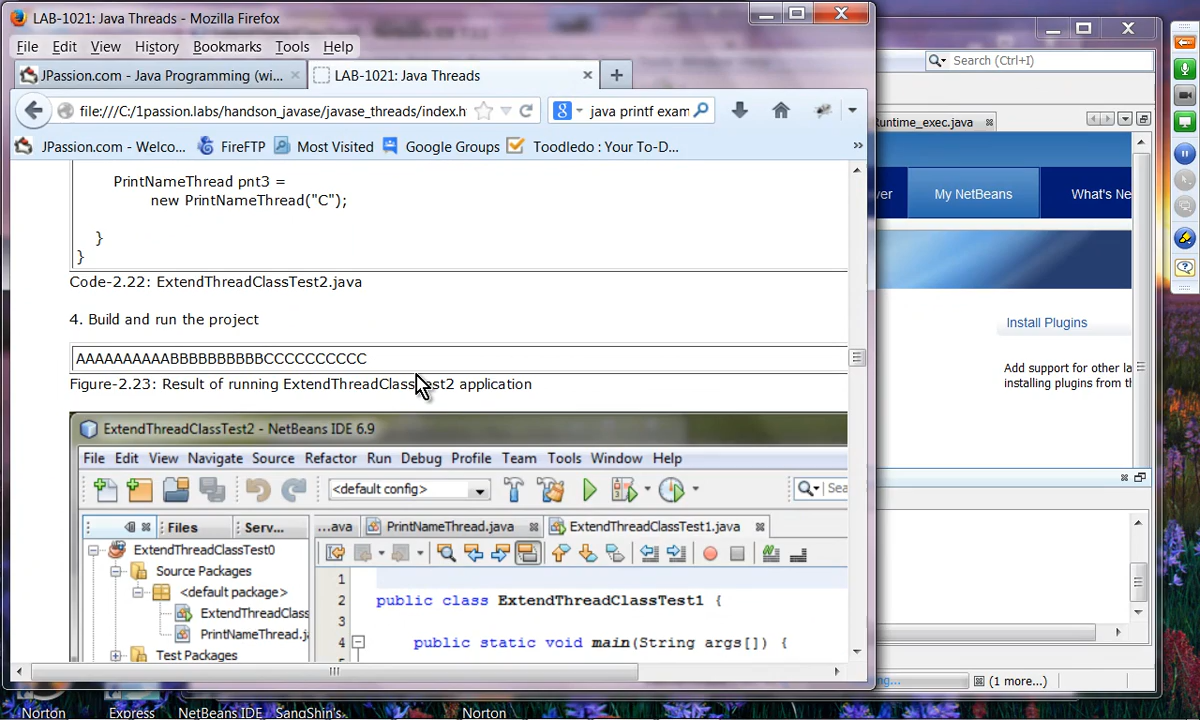 LAB-1021: Java Threads - Mozilla Firefox
File Edit View History Bookmarks Tools Help
JPassion.com - Java Programming (wi...
LAB-1021: Java Threads
file:///C:/1passion.labs/handson_javase/javase_threads/index.h
java printf exam
JPassion.com - Welco...
FireFTP
Most Visited
Google Groups
Toodledo : Your To-D...
»
PrintNameThread pnt3 =
new PrintNameThread("C");
}
}
Code-2.22: ExtendThreadClassTest2.java
4. Build and run the project
AAAAAAAAAABBBBBBBBBBCCCCCCCCCC
Figure-2.23: Result of running ExtendThreadClassTest2 application
ExtendThreadClassTest2 - NetBeans IDE 6.9
File Edit View Navigate Source Refactor Run Debug Profile Team Tools Window Help
<default config>
Sea
Files
Serv...
...ava
PrintNameThread.java
ExtendThreadClassTest1.java
ExtendThreadClassTest0
Source Packages
<default package>
ExtendThreadClass
PrintNameThread.j
Test Packages
1
2 public class ExtendThreadClassTest1 {
3
4 public static void main(String args[]) {
Search (Ctrl+I)
Runtime_exec.java
ver
My NetBeans
What's Ne
Install Plugins
Add support for other la
installing plugins from t
(1 more...)
Norton
Express
NetBeans IDE
SangShin's
Norton